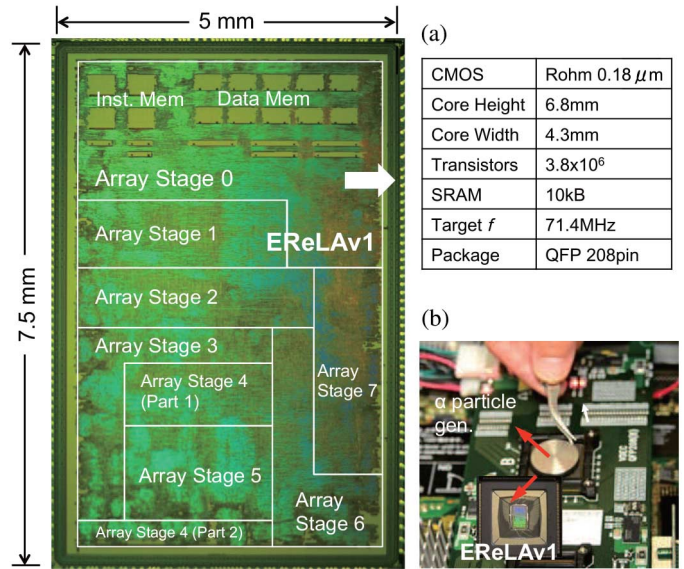 5 mm
7.5 mm
Inst. Mem
Data Mem
Array Stage 0
Array Stage 1
EReLAv1
Array Stage 2
Array Stage 3
Array Stage 4
(Part 1)
Array
Stage 7
Array Stage 5
Array
Stage 6
Array Stage 4 (Part 2)
(a)
CMOS Rohm 0.18 μm
Core Height 6.8mm
Core Width 4.3mm
Transistors 3.8x10⁶
SRAM 10kB
Target f 71.4MHz
Package QFP 208pin
(b)
α particle
gen.
EReLAv1